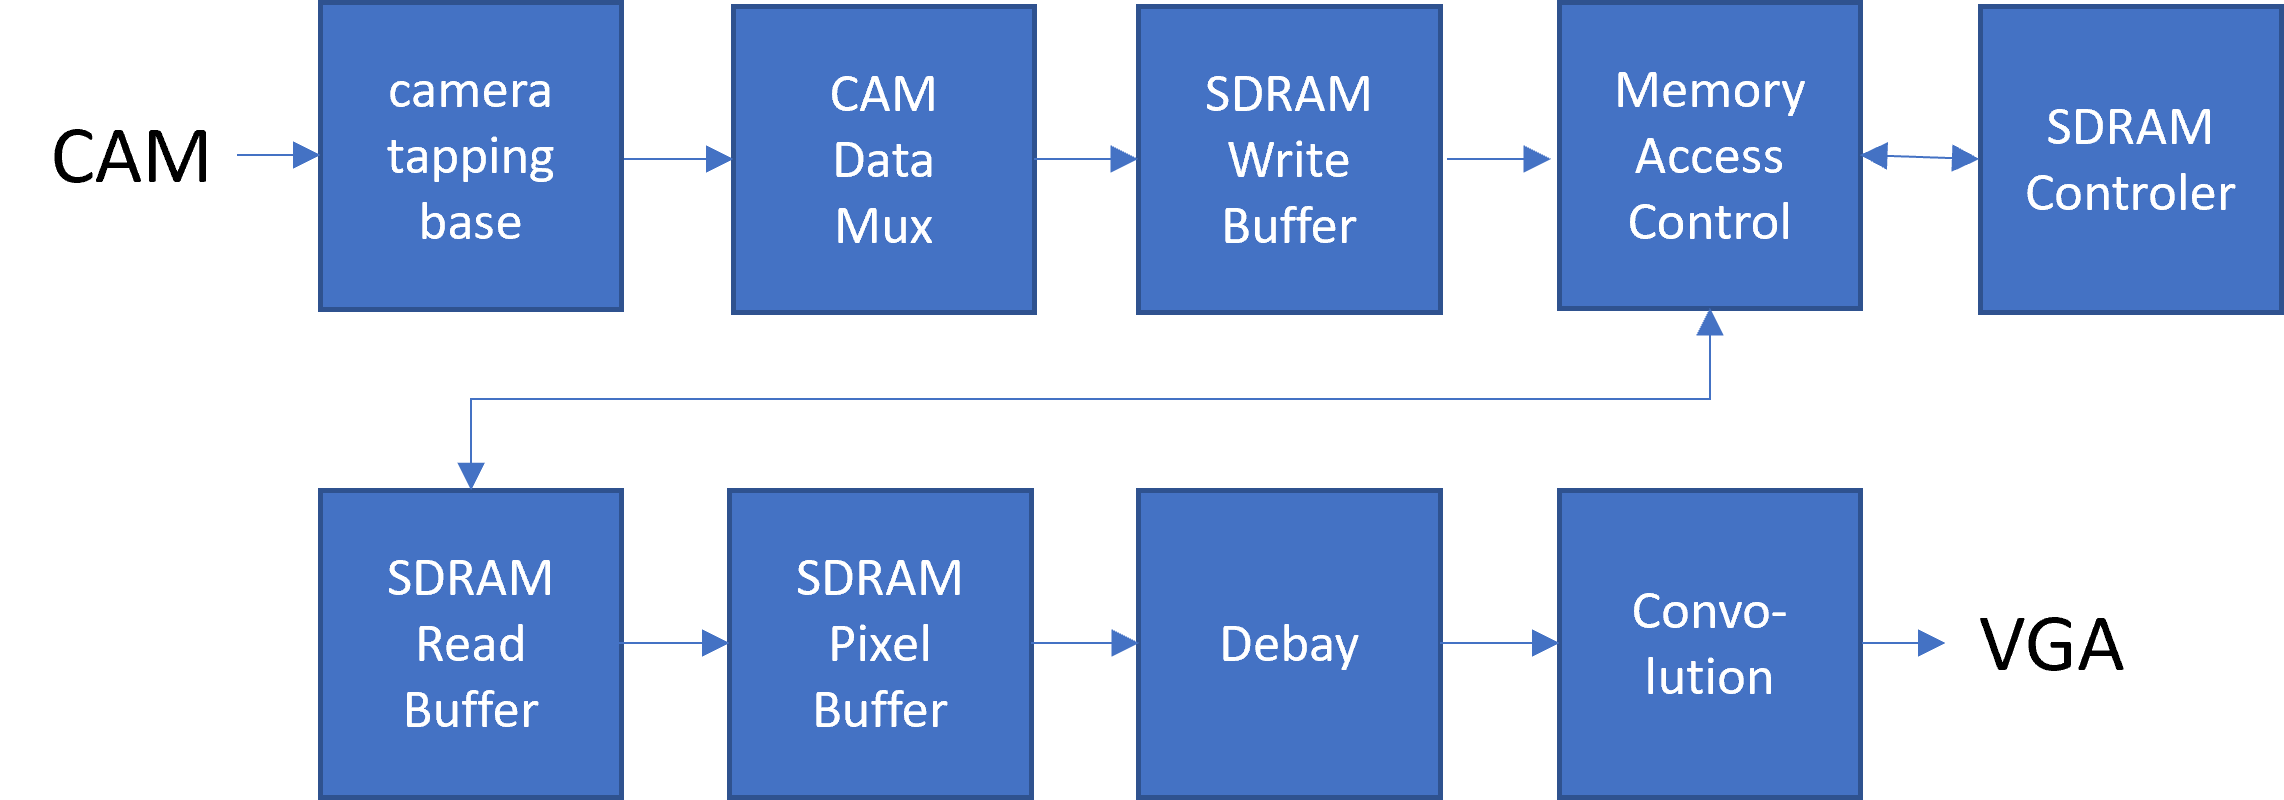 CAM
camera
tapping
base
CAM
Data
Mux
SDRAM
Write
Buffer
Memory
Access
Control
SDRAM
Controler
SDRAM
Read
Buffer
SDRAM
Pixel
Buffer
Debay
Convo-
lution
VGA